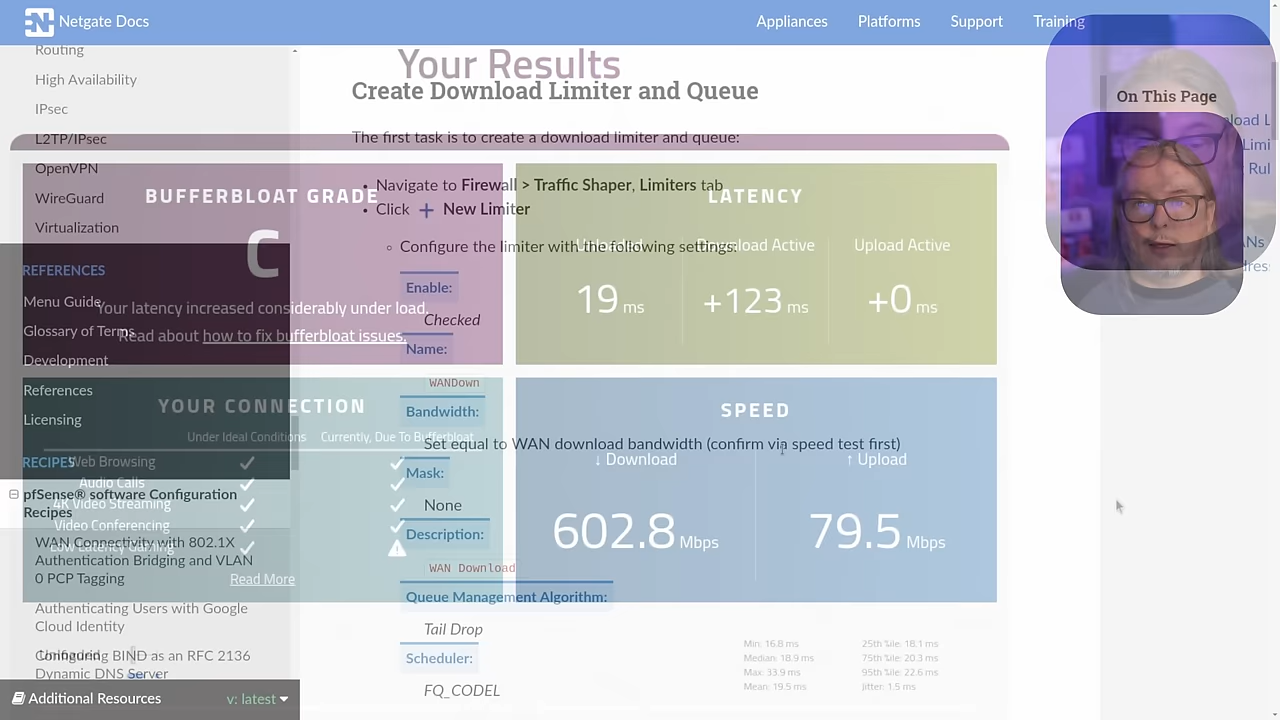 Netgate Docs
Appliances
Platforms
Support
Training
Routing
High Availability
IPsec
L2TP/IPsec
OpenVPN
WireGuard
Virtualization
REFERENCES
Menu Guide
Glossary of Terms
Development
References
Licensing
RECIPES
pfSense® software Configuration
Recipes
WAN Connectivity with 802.1X
Authentication Bridging and VLAN
0 PCP Tagging
Authenticating Users with Google
Cloud Identity
Configuring BIND as an RFC 2136
Dynamic DNS Server
Additional Resources
v: latest
Your Results
Create Download Limiter and Queue
The first task is to create a download limiter and queue:
Navigate to Firewall > Traffic Shaper, Limiters tab
Click + New Limiter
Configure the limiter with the following settings:
Enable:
Checked
Name:
WANDown
Bandwidth:
Set equal to WAN download bandwidth (confirm via speed test first)
Mask:
None
Description:
WAN Download
Queue Management Algorithm:
Tail Drop
Scheduler:
FQ_CODEL
BUFFERBLOAT GRADE
C
Your latency increased considerably under load.
Read about how to fix bufferbloat issues.
LATENCY
Unloaded
Download Active
Upload Active
19 ms
+123 ms
+0 ms
YOUR CONNECTION
Under Ideal Conditions
Currently, Due To Bufferbloat
Web Browsing
Audio Calls
4K Video Streaming
Video Conferencing
Low Latency Gaming
Read More
SPEED
↓ Download
↑ Upload
602.8 Mbps
79.5 Mbps
Unloaded
Min: 16.8 ms
25th %ile: 18.1 ms
Median: 18.9 ms
75th %ile: 20.3 ms
Max: 33.9 ms
95th %ile: 22.6 ms
Mean: 19.5 ms
Jitter: 1.5 ms
On This Page